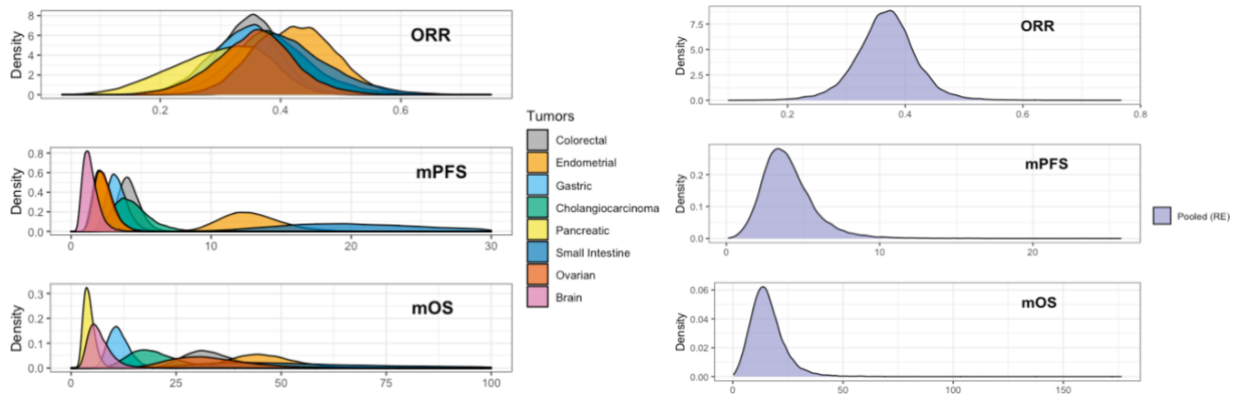 ORR
Density
8
6
4
2
0
0.2
0.4
0.6
mPFS
Density
0.8
0.6
0.4
0.2
0.0
0
10
20
30
mOS
Density
0.3
0.2
0.1
0.0
0
25
50
75
100
Tumors
Colorectal
Endometrial
Gastric
Cholangiocarcinoma
Pancreatic
Small Intestine
Ovarian
Brain
ORR
Density
7.5
5.0
2.5
0.0
0.2
0.4
0.6
0.8
mPFS
Density
0.2
0.1
0.0
0
10
20
mOS
Density
0.06
0.04
0.02
0.00
0
50
100
150
Pooled (RE)